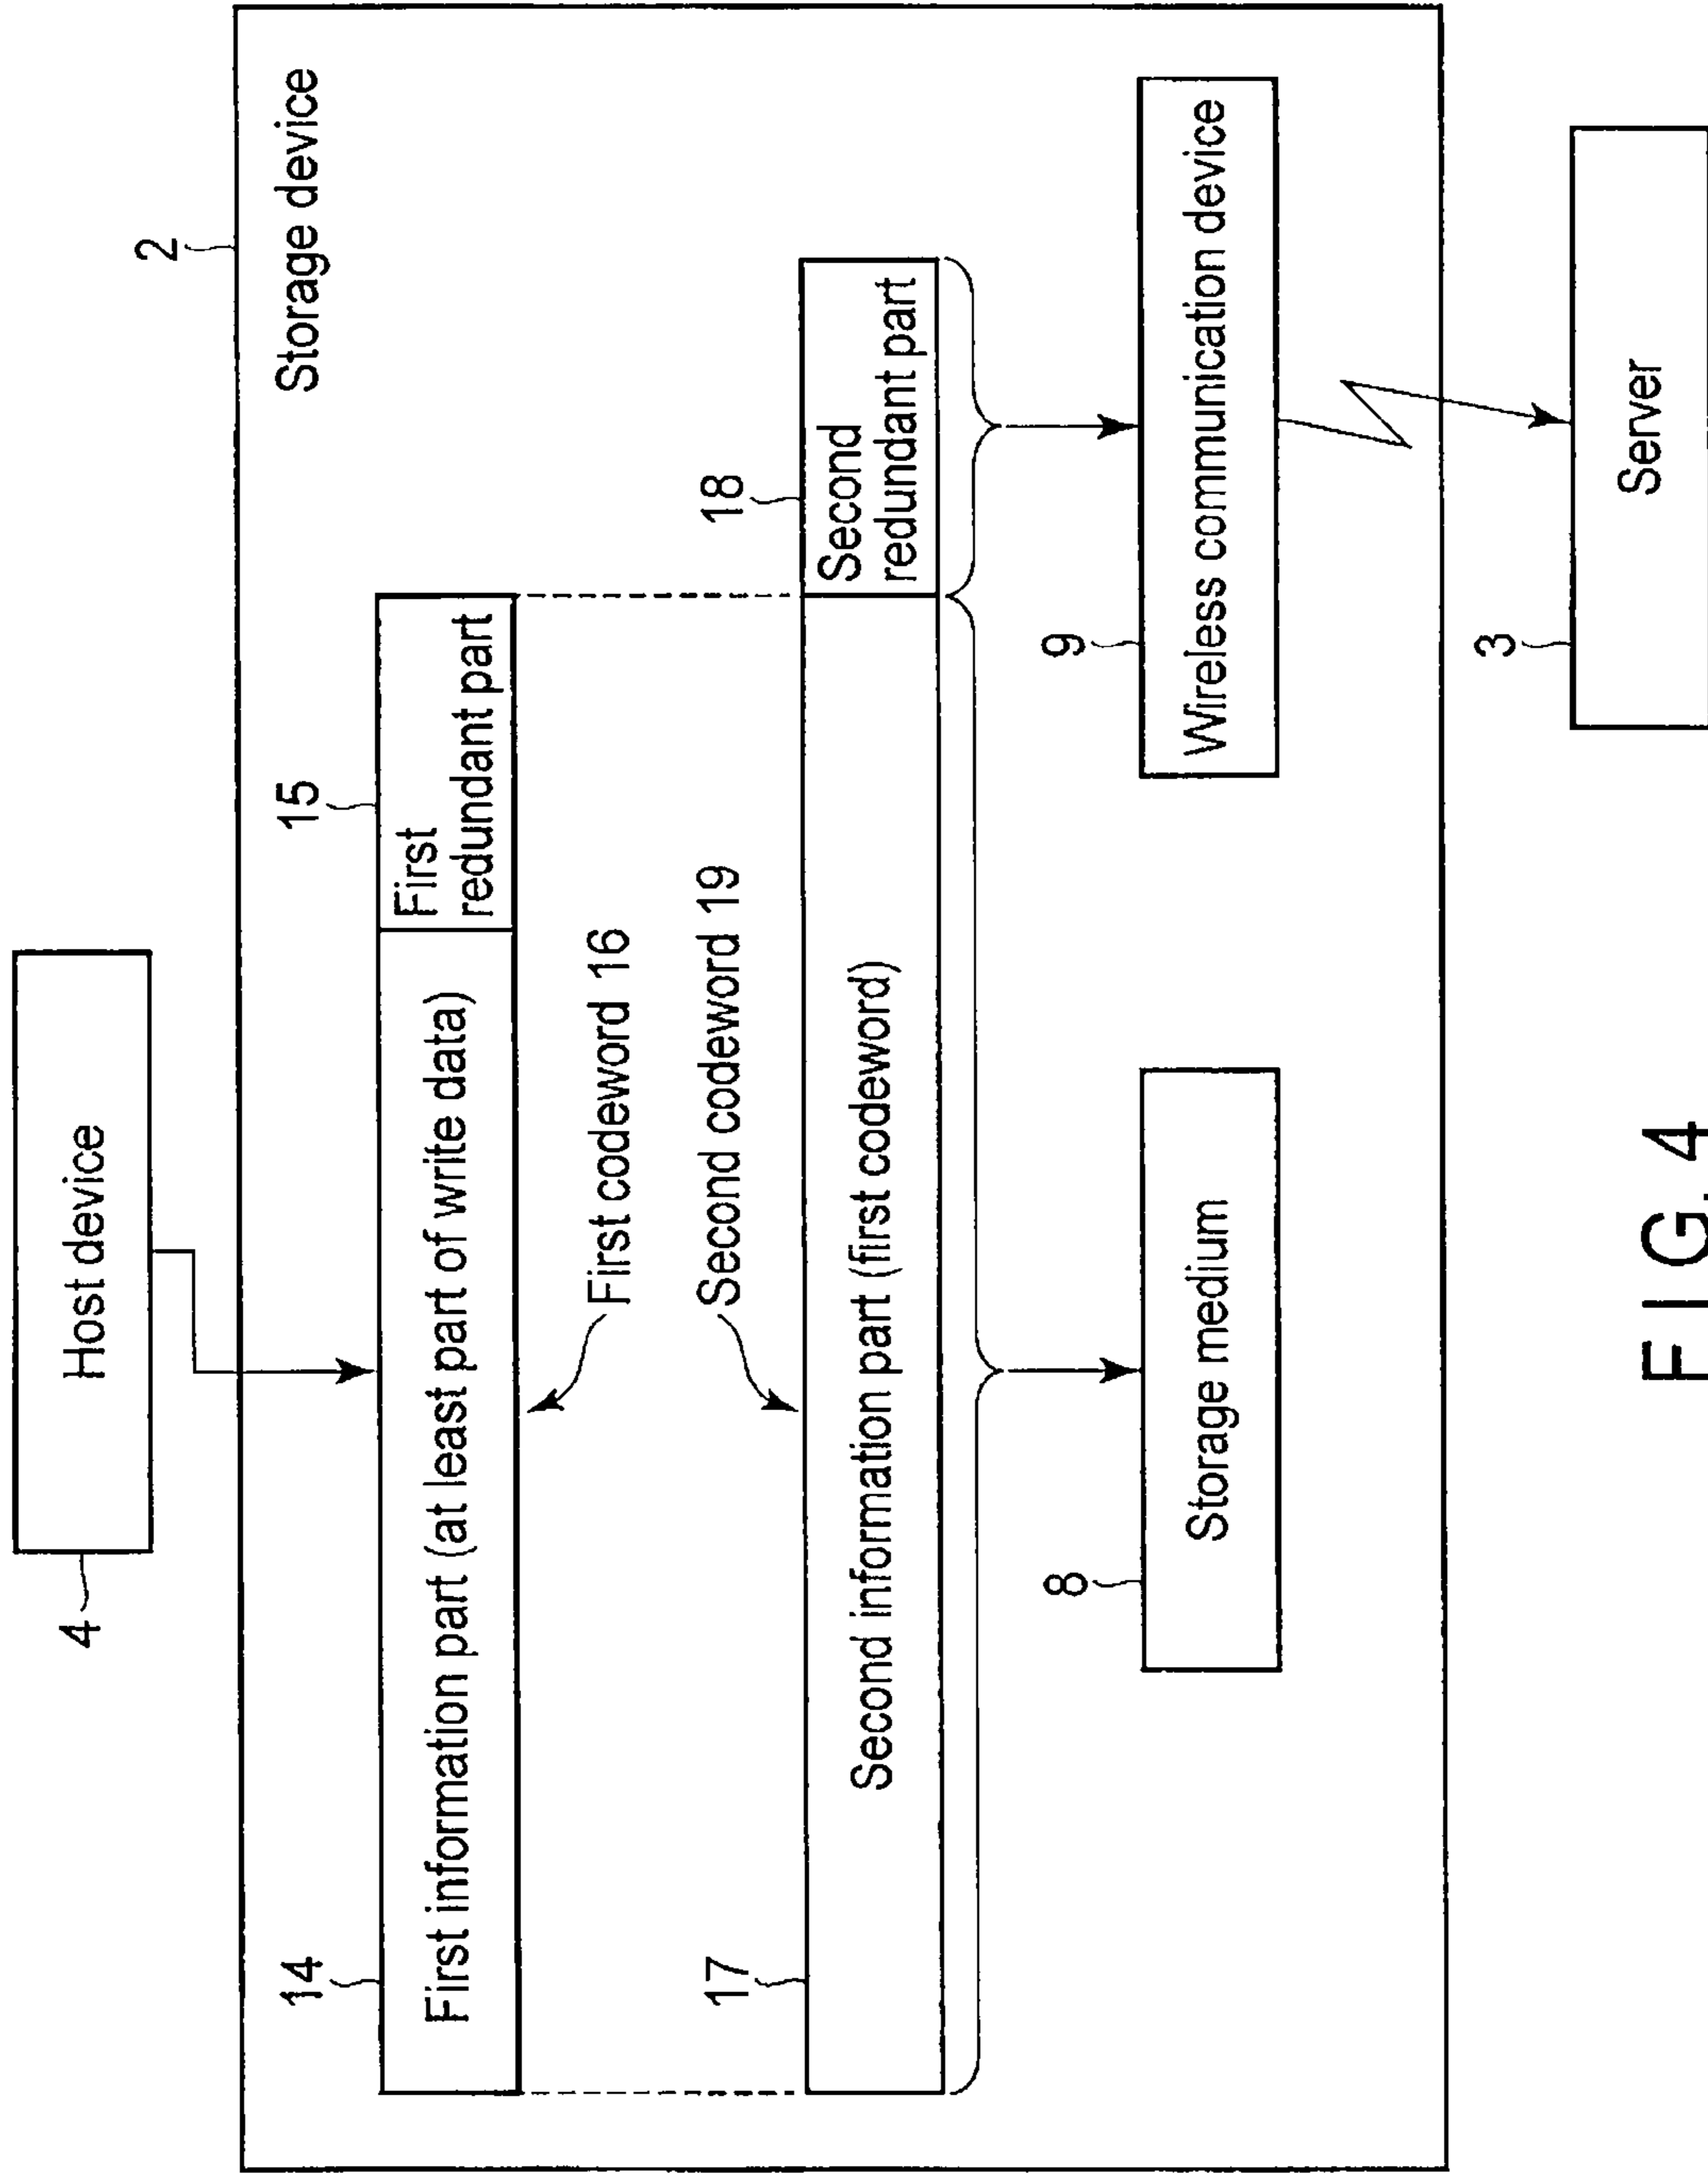 Host device
4
2
Storage device
14
15
First information part (at least part of write data)
First
redundant part
First codeword 16
Second codeword 19
17
18
Second information part (first codeword)
Second
redundant part
8
9
Storage medium
Wireless communication device
3
Server
FIG. 4